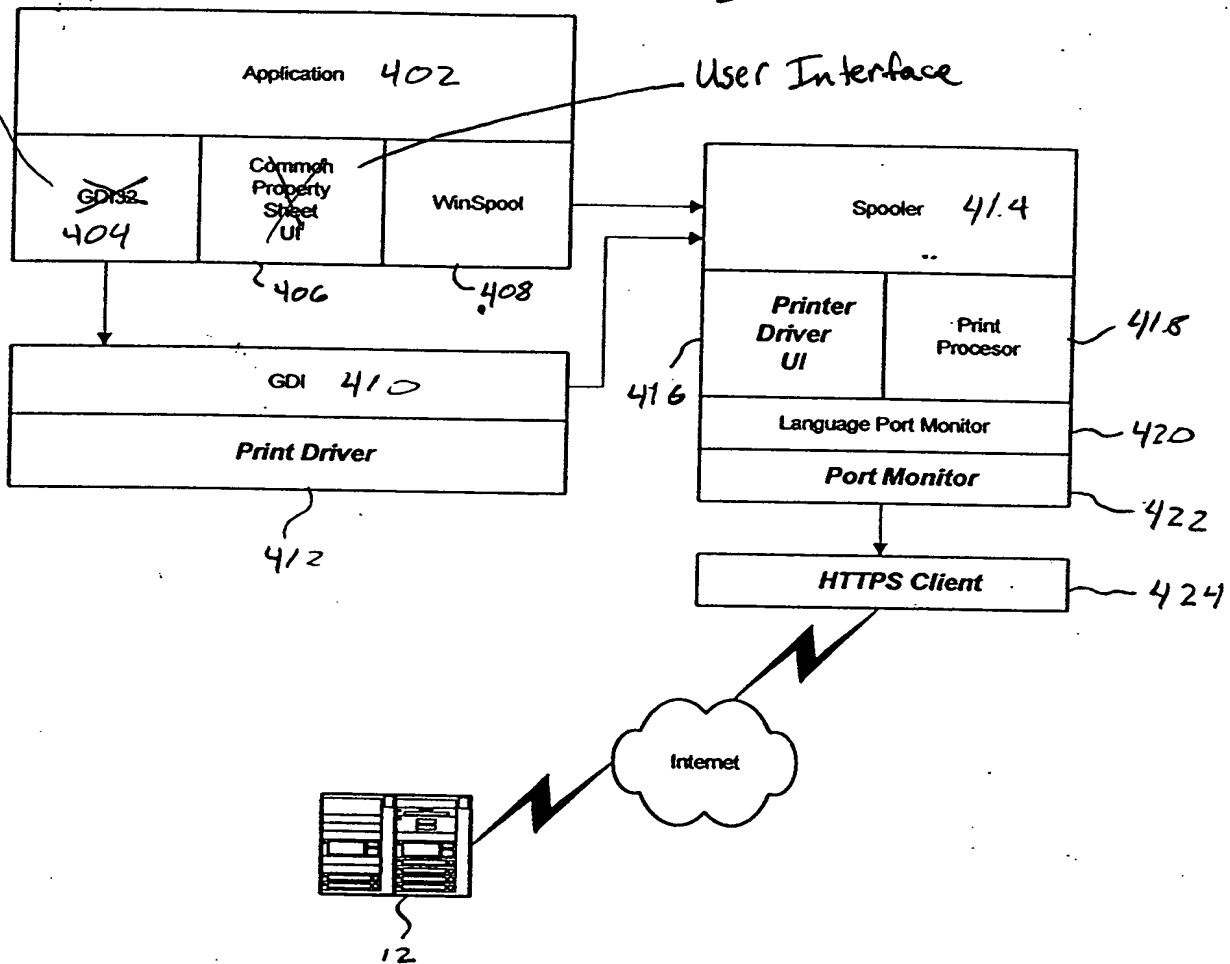 Application 402
User Interface
GDI32
404
Common
Property
Sheet
UI
WinSpool
406
408
GDI 410
Print Driver
412
Spooler 414
Printer
Driver
UI
416
Print
Procesor
418
Language Port Monitor
420
Port Monitor
422
HTTPS Client
424
Internet
12